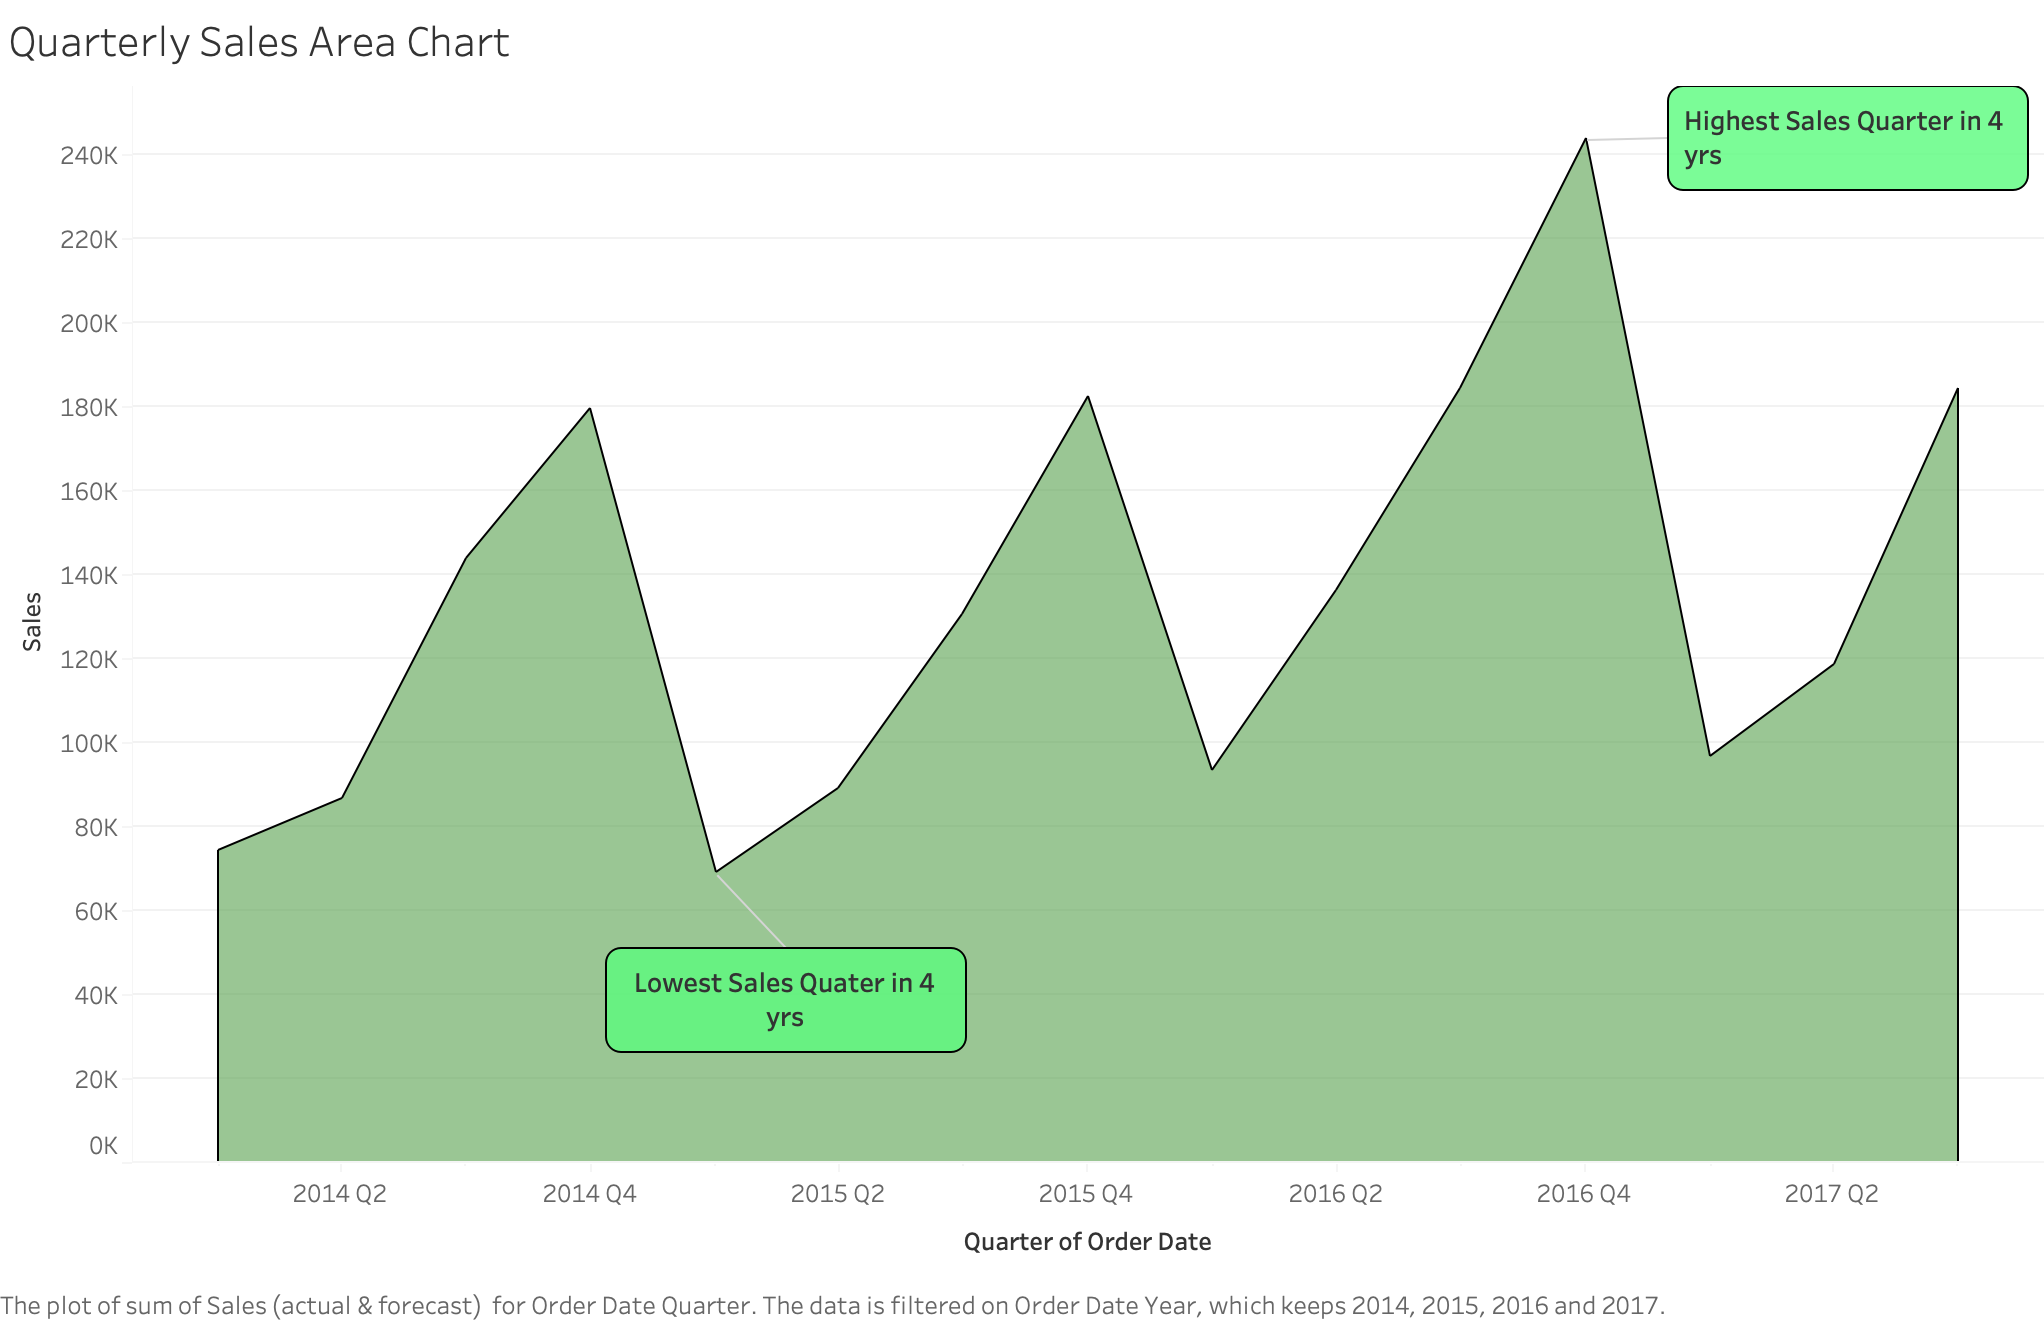 Quarterly Sales Area Chart
Highest Sales Quarter in 4
yrs
240K
220K
200K
180K
160K
140K
120K
100K
80K
60K
40K
20K
0K
Sales
Lowest Sales Quater in 4
yrs
2014 Q2
2014 Q4
2015 Q2
2015 Q4
2016 Q2
2016 Q4
2017 Q2
Quarter of Order Date
The plot of sum of Sales (actual & forecast)  for Order Date Quarter. The data is filtered on Order Date Year, which keeps 2014, 2015, 2016 and 2017.